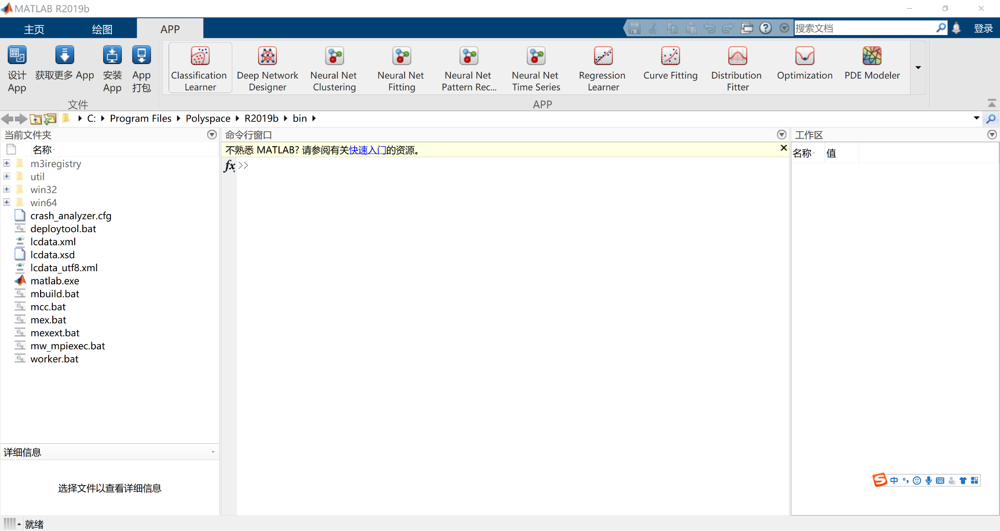 MATLAB R2019b
主页
绘图
APP
搜索文档
登录
设计
App
获取更多 App
安装
App
App
打包
文件
Classification
Learner
Deep Network
Designer
Neural Net
Clustering
Neural Net
Fitting
Neural Net
Pattern Rec...
Neural Net
Time Series
Regression
Learner
Curve Fitting
Distribution
Fitter
Optimization
PDE Modeler
APP
C: Program Files Polyspace R2019b bin
当前文件夹
名称
m3iregistry
util
win32
win64
crash_analyzer.cfg
deploytool.bat
lcdata.xml
lcdata.xsd
lcdata_utf8.xml
matlab.exe
mbuild.bat
mcc.bat
mex.bat
mexext.bat
mw_mpiexec.bat
worker.bat
详细信息
选择文件以查看详细信息
命令行窗口
不熟悉 MATLAB? 请参阅有关快速入门的资源。
fx >>
工作区
名称
值
S 中
就绪